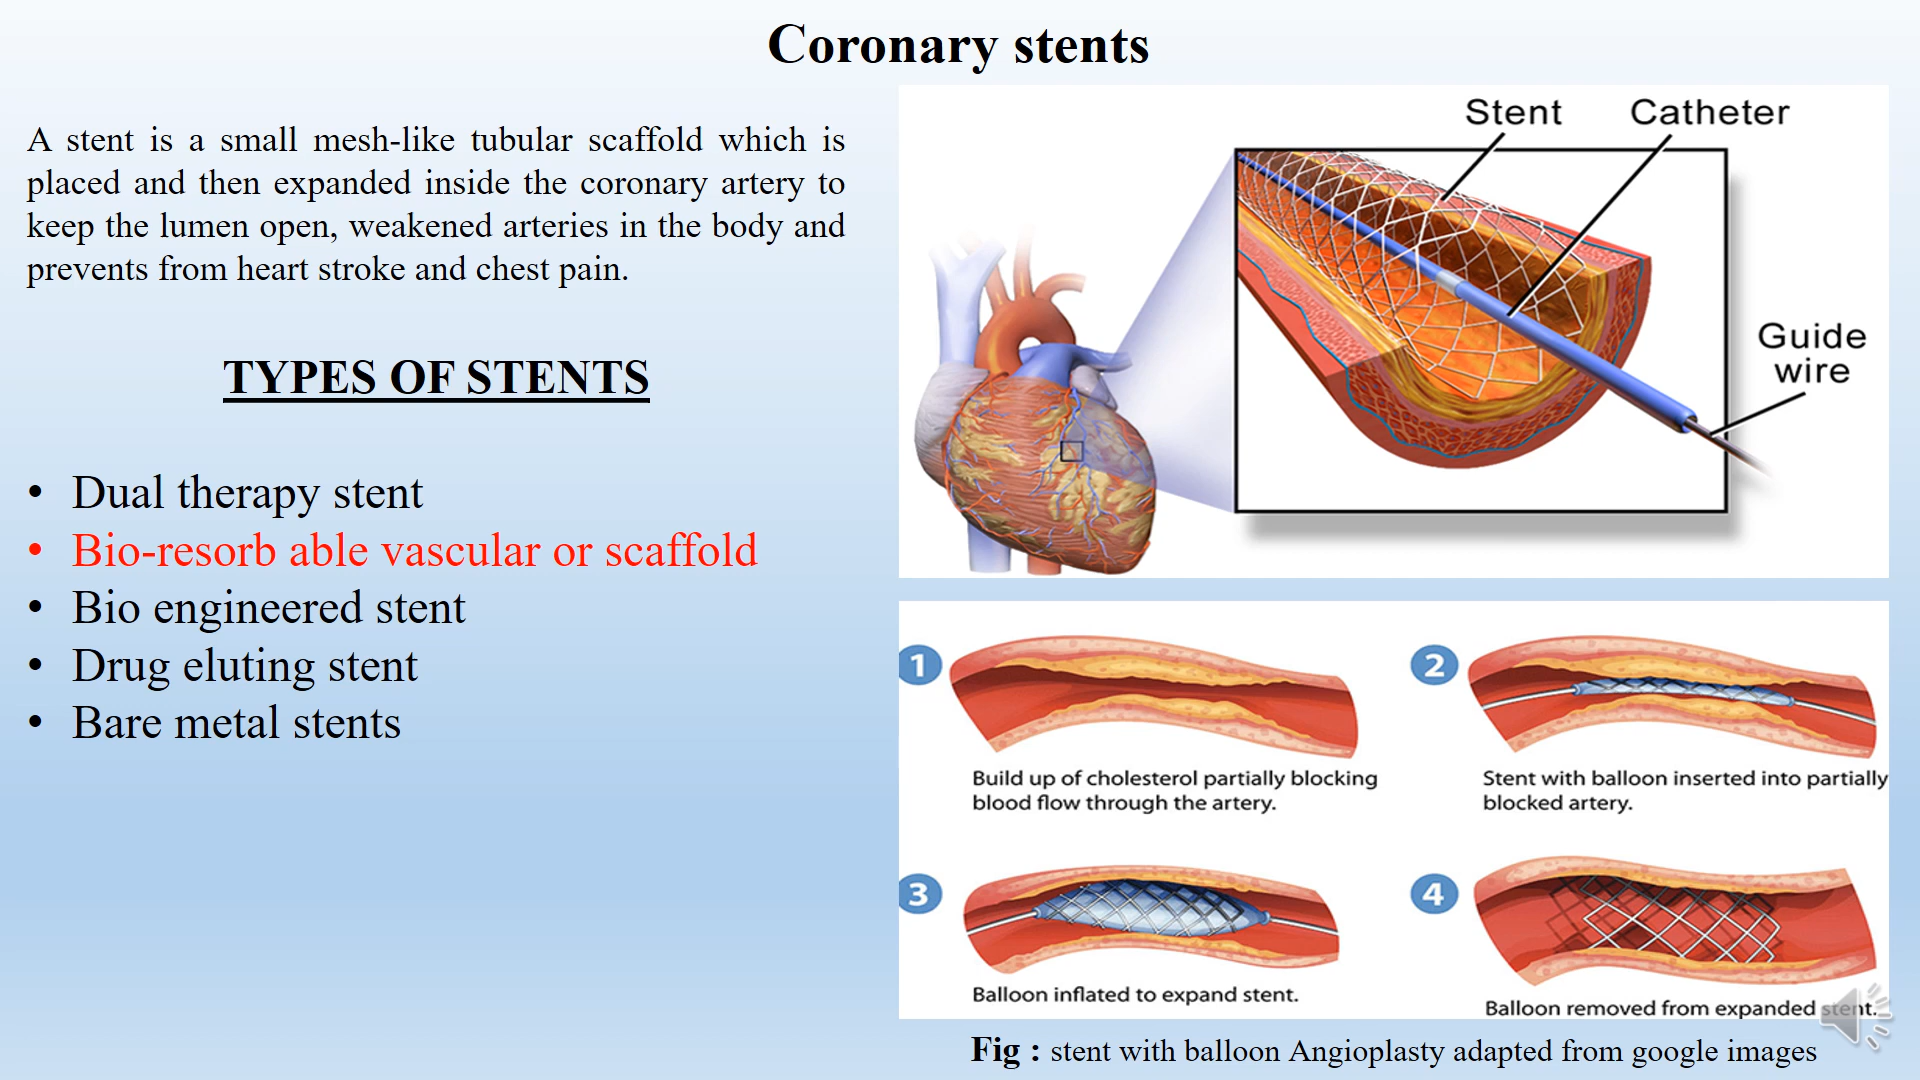 Coronary stents
A stent is a small mesh-like tubular scaffold which is
placed and then expanded inside the coronary artery to
keep the lumen open, weakened arteries in the body and
prevents from heart stroke and chest pain.
TYPES OF STENTS
• Dual therapy stent
• Bio-resorb able vascular or scaffold
• Bio engineered stent
• Drug eluting stent
• Bare metal stents
Stent
Catheter
Guide
wire
1
Build up of cholesterol partially blocking
blood flow through the artery.
2
Stent with balloon inserted into partially
blocked artery.
3
Balloon inflated to expand stent.
4
Balloon removed from expanded stent.
Fig : stent with balloon Angioplasty adapted from google images